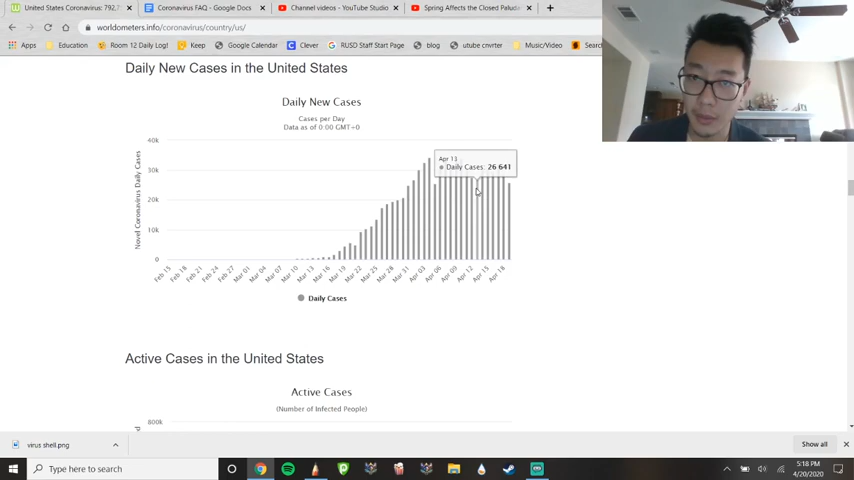 United States Coronavirus: 792,7
Coronavirus FAQ - Google Docs
Channel videos - YouTube Studio
Spring Affects the Closed Paluda
worldometers.info/coronavirus/country/us/
Apps
Education
Room 12 Daily Log!
Keep
Google Calendar
Clever
RUSD Staff Start Page
blog
utube cnvrter
Music/Video
Search
Daily New Cases in the United States
Daily New Cases
Cases per Day
Data as of 0:00 GMT+0
Novel Coronavirus Daily Cases
40k
30k
20k
10k
0
Apr 13
Daily Cases: 26 641
Feb 15
Feb 18
Feb 21
Feb 24
Feb 27
Mar 01
Mar 04
Mar 07
Mar 10
Mar 13
Mar 16
Mar 19
Mar 22
Mar 25
Mar 28
Mar 31
Apr 03
Apr 06
Apr 09
Apr 12
Apr 15
Apr 18
Daily Cases
Active Cases in the United States
Active Cases
(Number of Infected People)
800k
virus shell.png
Show all
Type here to search
5:18 PM
4/20/2020